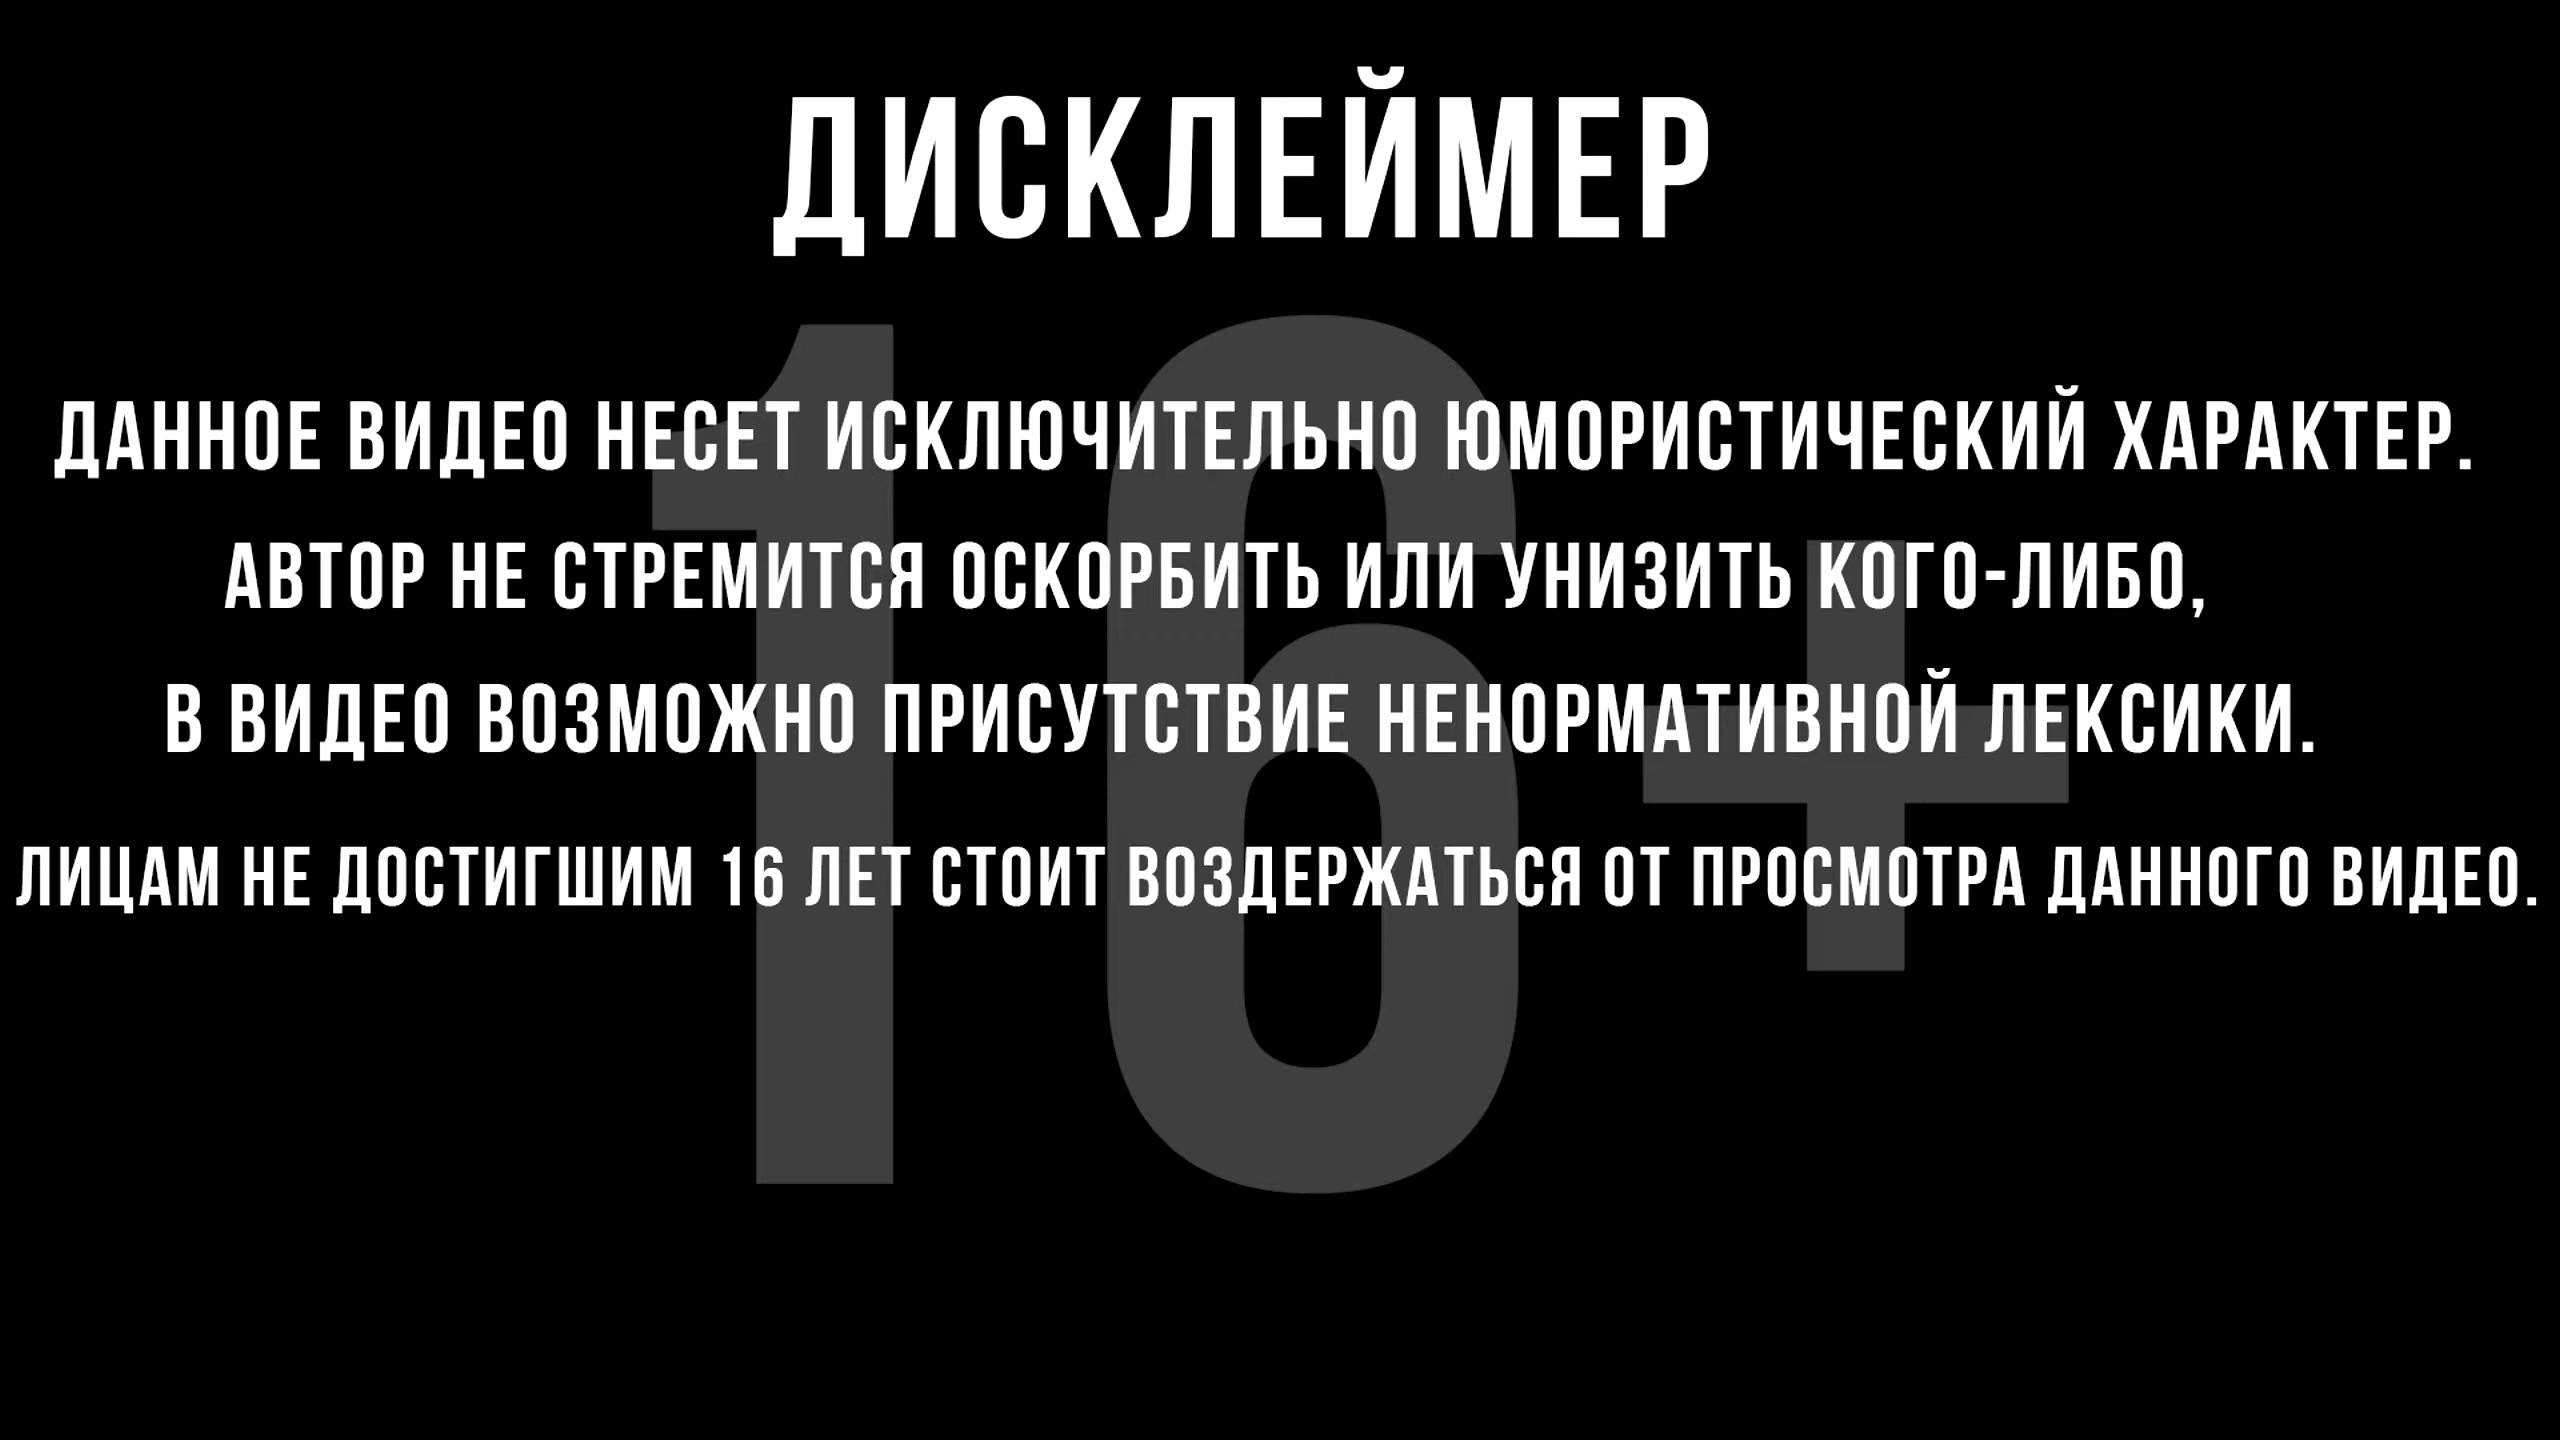 ДИСКЛЕЙМЕР
ДАННОЕ ВИДЕО НЕСЕТ ИСКЛЮЧИТЕЛЬНО ЮМОРИСТИЧЕСКИЙ ХАРАКТЕР.
АВТОР НЕ СТРЕМИТСЯ ОСКОРБИТЬ ИЛИ УНИЗИТЬ КОГО-ЛИБО,
В ВИДЕО ВОЗМОЖНО ПРИСУТСТВИЕ НЕНОРМАТИВНОЙ ЛЕКСИКИ.
ЛИЦАМ НЕ ДОСТИГШИМ 16 ЛЕТ СТОИТ ВОЗДЕРЖАТЬСЯ ОТ ПРОСМОТРА ДАННОГО ВИДЕО.
16+